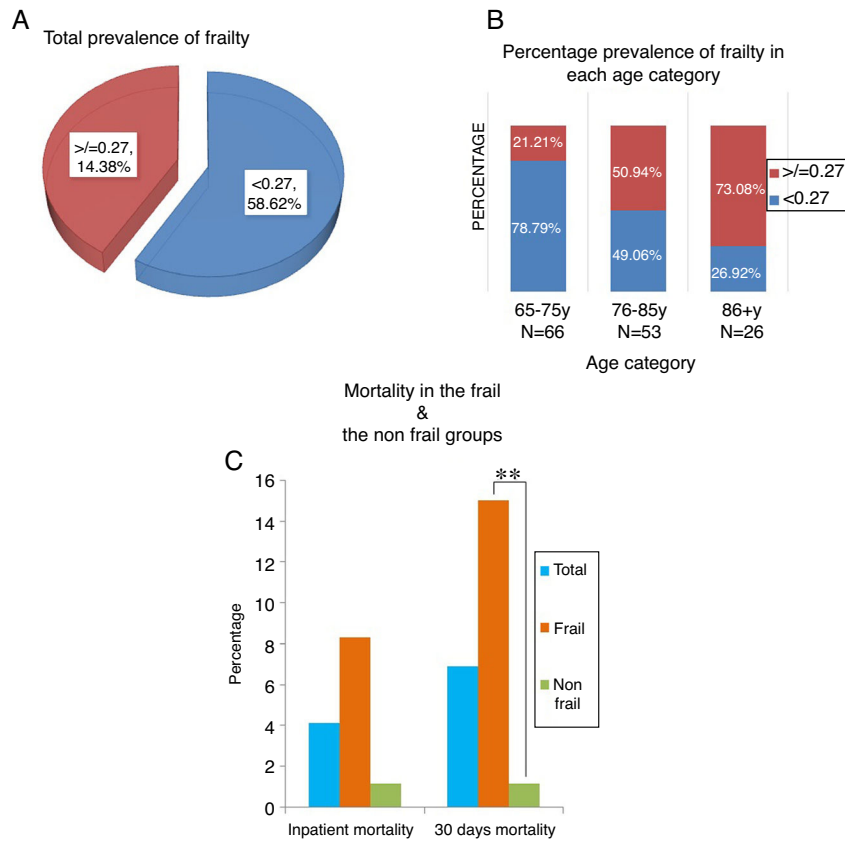 A
Total prevalence of frailty
>/=0.27,
14.38%
<0.27,
58.62%
B
Percentage prevalence of frailty in
each age category
PERCENTAGE
21.21%
78.79%
50.94%
49.06%
73.08%
26.92%
>/=0.27
<0.27
65-75y
N=66
76-85y
N=53
86+y
N=26
Age category
Mortality in the frail
&
the non frail groups
C
Percentage
16
14
12
10
8
6
4
2
0
**
Total
Frail
Non
frail
Inpatient mortality
30 days mortality